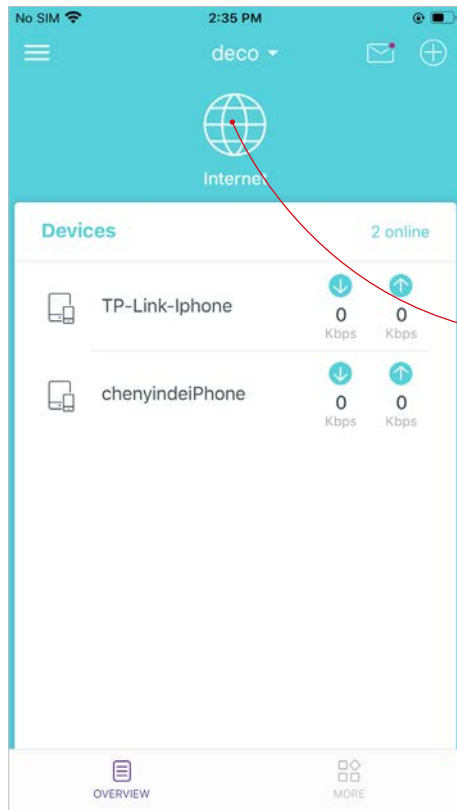 No SIM 2:35 PM
deco
Internet
Devices 2 online
TP-Link-Iphone
0 0
Kbps Kbps
chenyindeiPhone
0 0
Kbps Kbps
OVERVIEW MORE